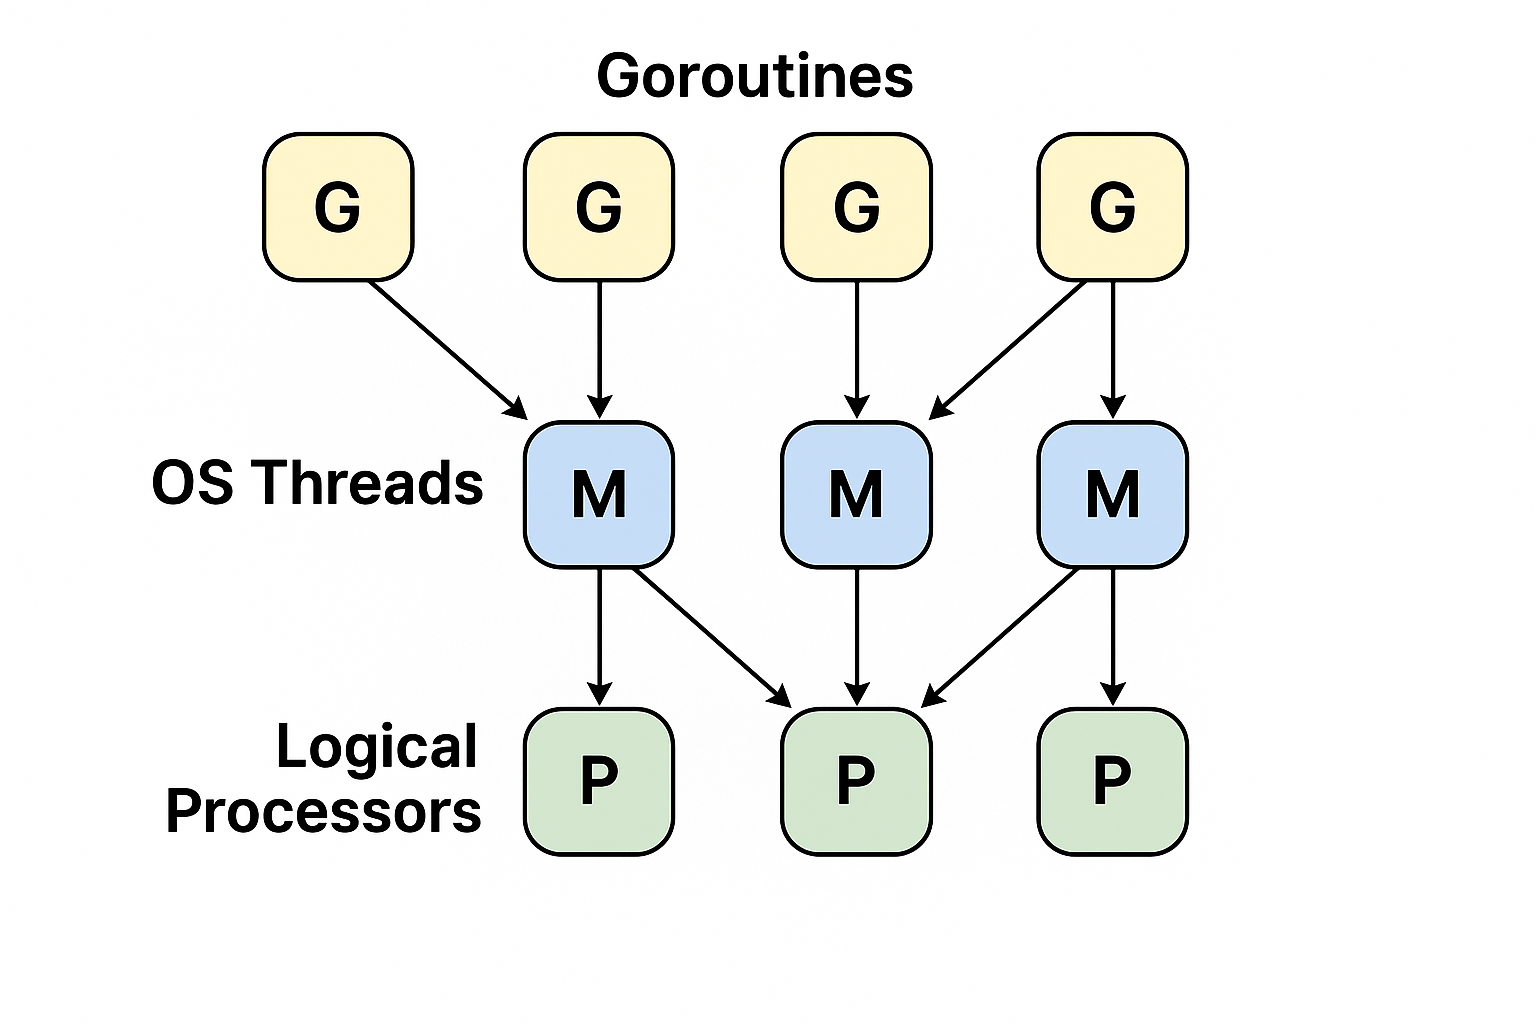 Goroutines
G G G G
OS Threads M M M
Logical
Processors
P P P